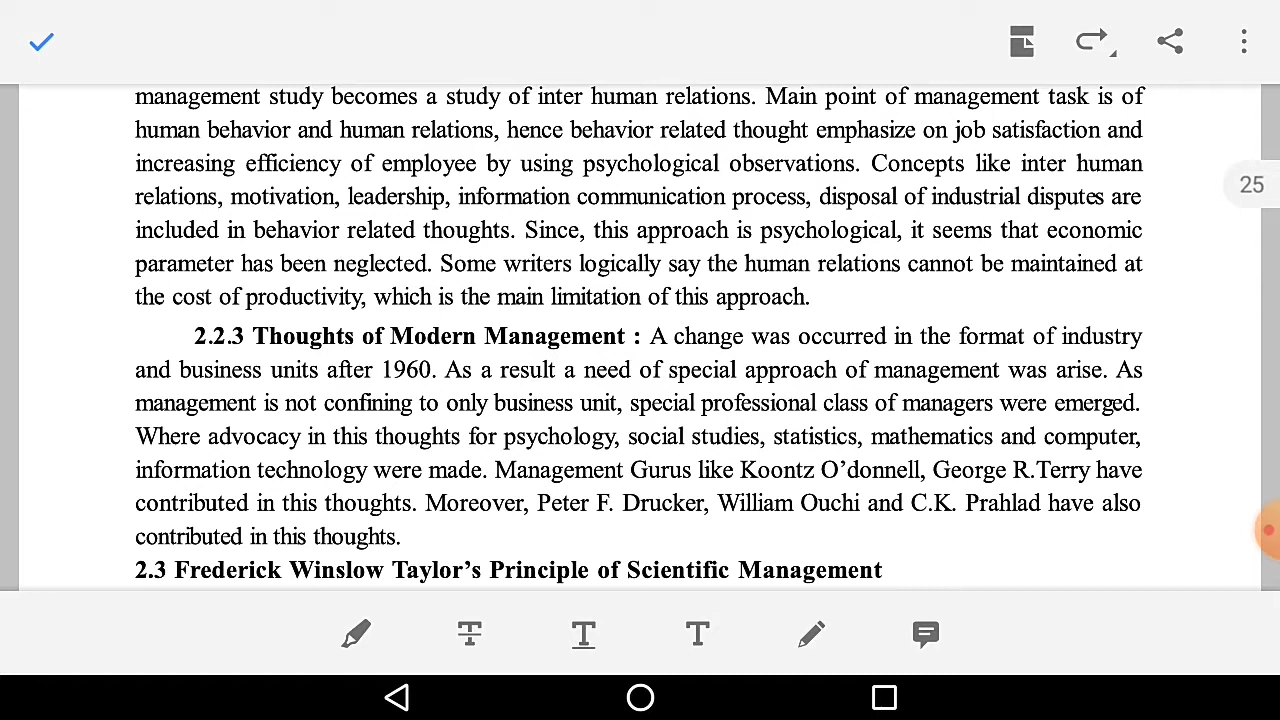 management study becomes a study of inter human relations. Main point of management task is of
human behavior and human relations, hence behavior related thought emphasize on job satisfaction and
increasing efficiency of employee by using psychological observations. Concepts like inter human
relations, motivation, leadership, information communication process, disposal of industrial disputes are
included in behavior related thoughts. Since, this approach is psychological, it seems that economic
parameter has been neglected. Some writers logically say the human relations cannot be maintained at
the cost of productivity, which is the main limitation of this approach.
2.2.3 Thoughts of Modern Management : A change was occurred in the format of industry
and business units after 1960. As a result a need of special approach of management was arise. As
management is not confining to only business unit, special professional class of managers were emerged.
Where advocacy in this thoughts for psychology, social studies, statistics, mathematics and computer,
information technology were made. Management Gurus like Koontz O’donnell, George R.Terry have
contributed in this thoughts. Moreover, Peter F. Drucker, William Ouchi and C.K. Prahlad have also
contributed in this thoughts.
2.3 Frederick Winslow Taylor’s Principle of Scientific Management
25